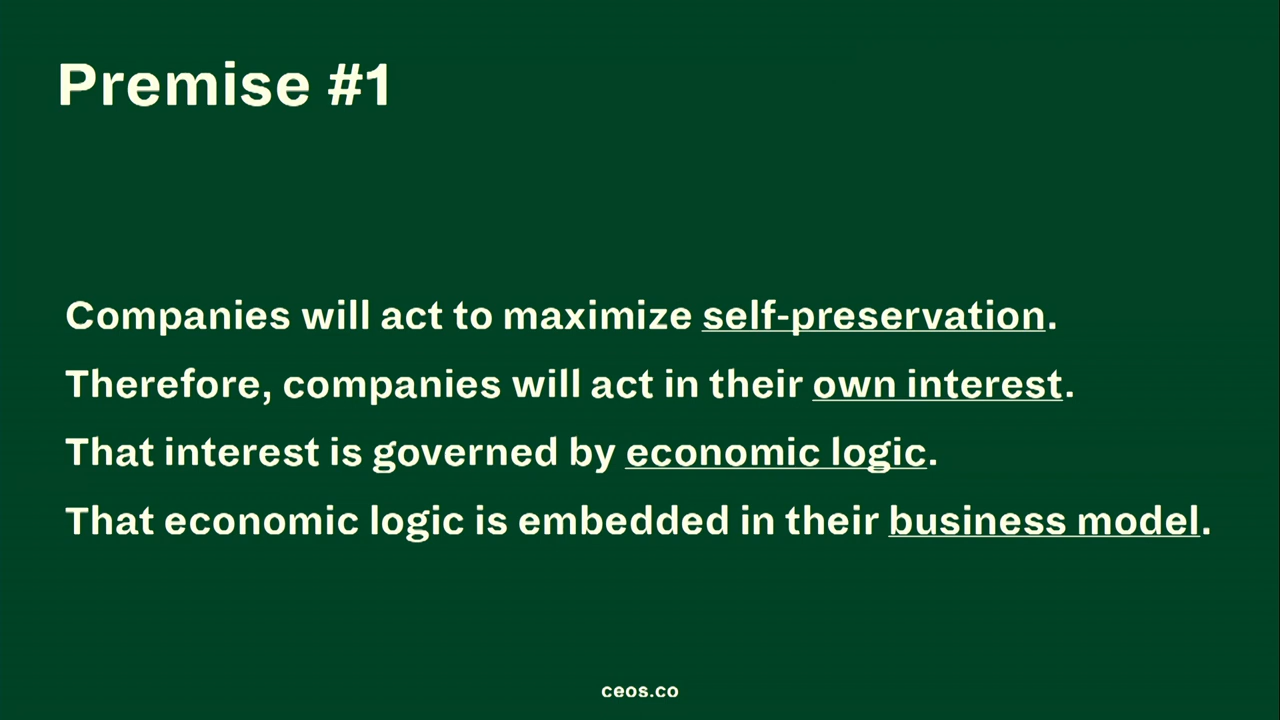 Premise #1
Companies will act to maximize self-preservation.
Therefore, companies will act in their own interest.
That interest is governed by economic logic.
That economic logic is embedded in their business model.
ceos.co